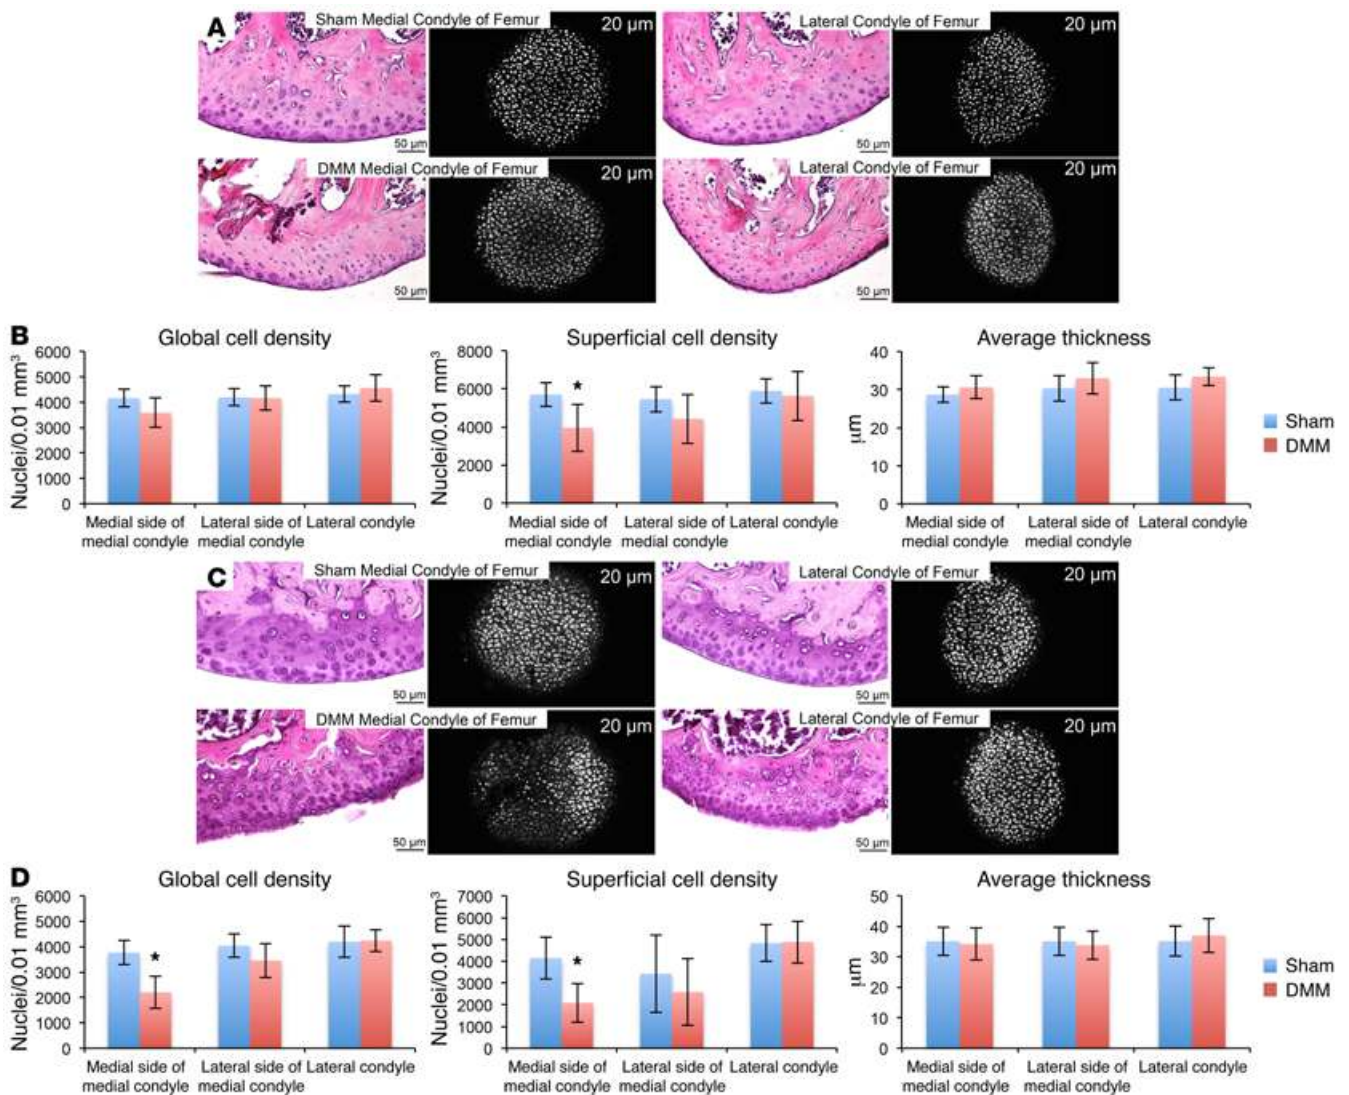 A
Sham Medial Condyle of Femur
20 µm
Lateral Condyle of Femur
20 µm
50 µm
50 µm
DMM Medial Condyle of Femur
20 µm
Lateral Condyle of Femur
20 µm
50 µm
50 µm
B
Global cell density
Nuclei/0.01 mm³
6000
5000
4000
3000
2000
1000
0
Medial side of
medial condyle
Lateral side of
medial condyle
Lateral condyle
Superficial cell density
Nuclei/0.01 mm³
8000
6000
4000
2000
0
★
Medial side of
medial condyle
Lateral side of
medial condyle
Lateral condyle
Average thickness
µm
40
30
20
10
0
Medial side of
medial condyle
Lateral side of
medial condyle
Lateral condyle
Sham
DMM
C
Sham Medial Condyle of Femur
20 µm
Lateral Condyle of Femur
20 µm
50 µm
50 µm
DMM Medial Condyle of Femur
20 µm
Lateral Condyle of Femur
20 µm
50 µm
50 µm
D
Global cell density
Nuclei/0.01 mm³
6000
5000
4000
3000
2000
1000
0
★
Medial side of
medial condyle
Lateral side of
medial condyle
Lateral condyle
Superficial cell density
Nuclei/0.01 mm³
7000
6000
5000
4000
3000
2000
1000
0
★
Medial side of
medial condyle
Lateral side of
medial condyle
Lateral condyle
Average thickness
µm
50
40
30
20
10
0
Medial side of
medial condyle
Lateral side of
medial condyle
Lateral condyle
Sham
DMM